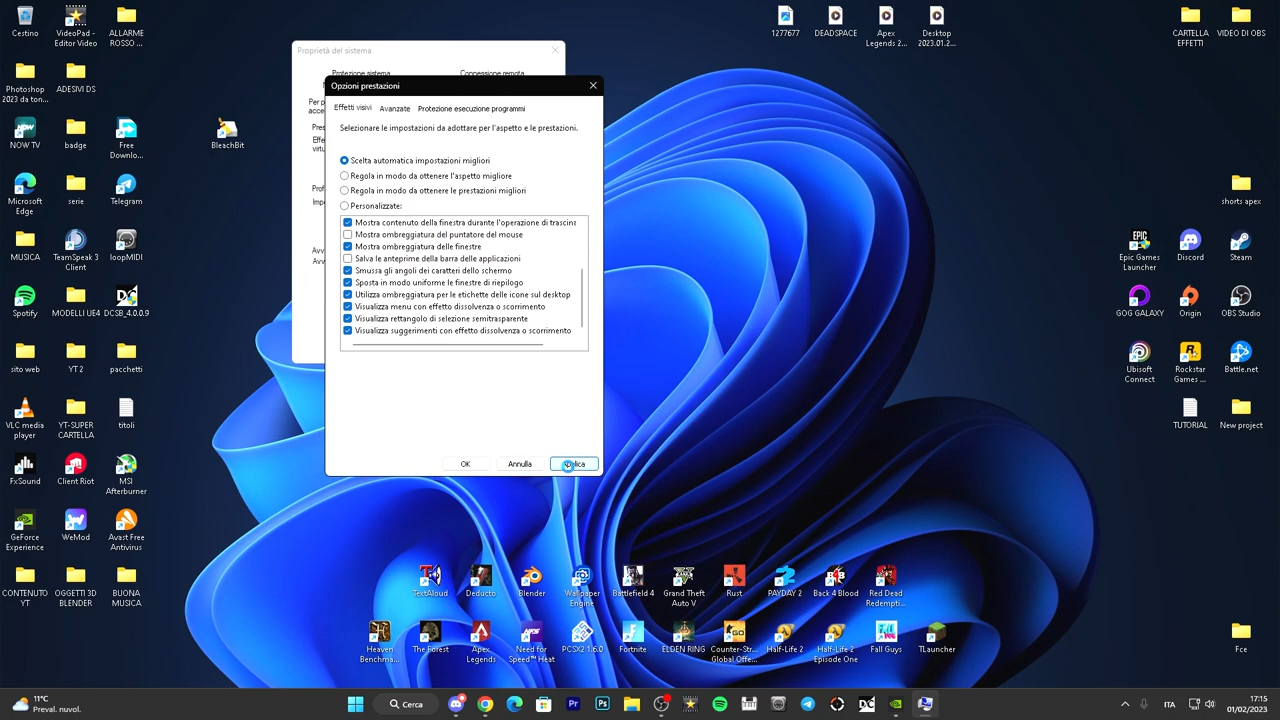 Cestino
VideoPad -
Editor Video
ALLARME
ROSSO ...
1277677
DEADSPACE
Apex
Legends 2...
Desktop
2023.01.2...
CARTELLA
EFFETTI
VIDEO DI OBS
Photoshop
2023 da ton...
ADESIVI DS
NOW TV
badge
Free
Downlo...
BleachBit
Microsoft
Edge
serie
Telegram
shorts apex
MUSICA
TeamSpeak 3
Client
loopMIDI
Epic Games
Launcher
Discord
Steam
Spotify
MODELLI UR4
DCSB_4.0.0.9
GOG GALAXY
Origin
OBS Studio
sito web
YT 2
pacchetti
Ubisoft
Connect
Rockstar
Games ...
Battle.net
VLC media
player
YT-SUPER
CARTELLA
titoli
TUTORIAL
New project
FxSound
Client Riot
MSI
Afterburner
GeForce
Experience
WeMod
Avast Free
Antivirus
CONTENUTO
YT
OGGETTI 3D
BLENDER
BUONA
MUSICA
Proprietà del sistema
Protezione sistema
Connessione remota
Per p
acce
Pres
Effe
virtu
Prof
Impo
Avv
Avv
Opzioni prestazioni
Effetti visivi
Avanzate
Protezione esecuzione programmi
Selezionare le impostazioni da adottare per l'aspetto e le prestazioni.
Scelta automatica impostazioni migliori
Regola in modo da ottenere l'aspetto migliore
Regola in modo da ottenere le prestazioni migliori
Personalizzate:
Mostra contenuto della finestra durante l'operazione di trascina
Mostra ombreggiatura del puntatore del mouse
Mostra ombreggiatura delle finestre
Salva le anteprime della barra delle applicazioni
Smussa gli angoli dei caratteri dello schermo
Sposta in modo uniforme le finestre di riepilogo
Utilizza ombreggiatura per le etichette delle icone sul desktop
Visualizza menu con effetto dissolvenza o scorrimento
Visualizza rettangolo di selezione semitrasparente
Visualizza suggerimenti con effetto dissolvenza o scorrimento
OK
Annulla
TextAloud
Deducto
Blender
Wallpaper
Engine
Battlefield 4
Grand Theft
Auto V
Rust
PAYDAY 2
Back 4 Blood
Red Dead
Redempti...
Heaven
Benchma...
The Forest
Apex
Legends
Need for
Speed™ Heat
PCSX2 1.6.0
Fortnite
ELDEN RING
Counter-Str...
Global Offe...
Half-Life 2
Half-Life 2
Episode One
Fall Guys
TLauncher
Fce
11°C
Preval. nuvol.
Cerca
ITA
17:15
01/02/2023